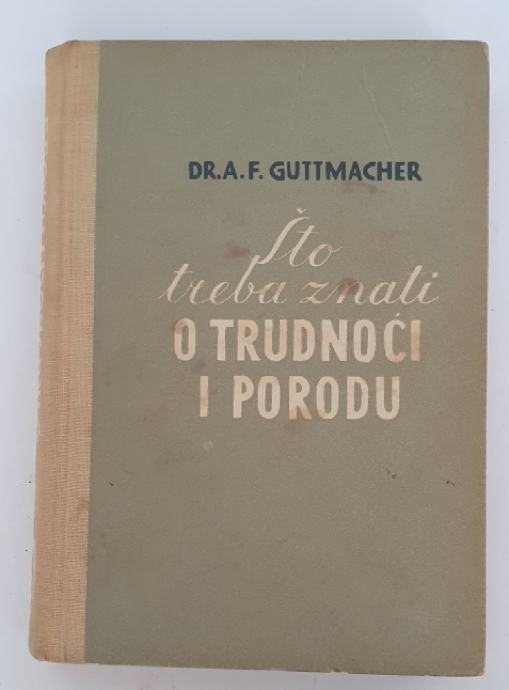 DR. A. F. GUTTMACHER
Što
treba znati
O TRUDNOĆI
I PORODU